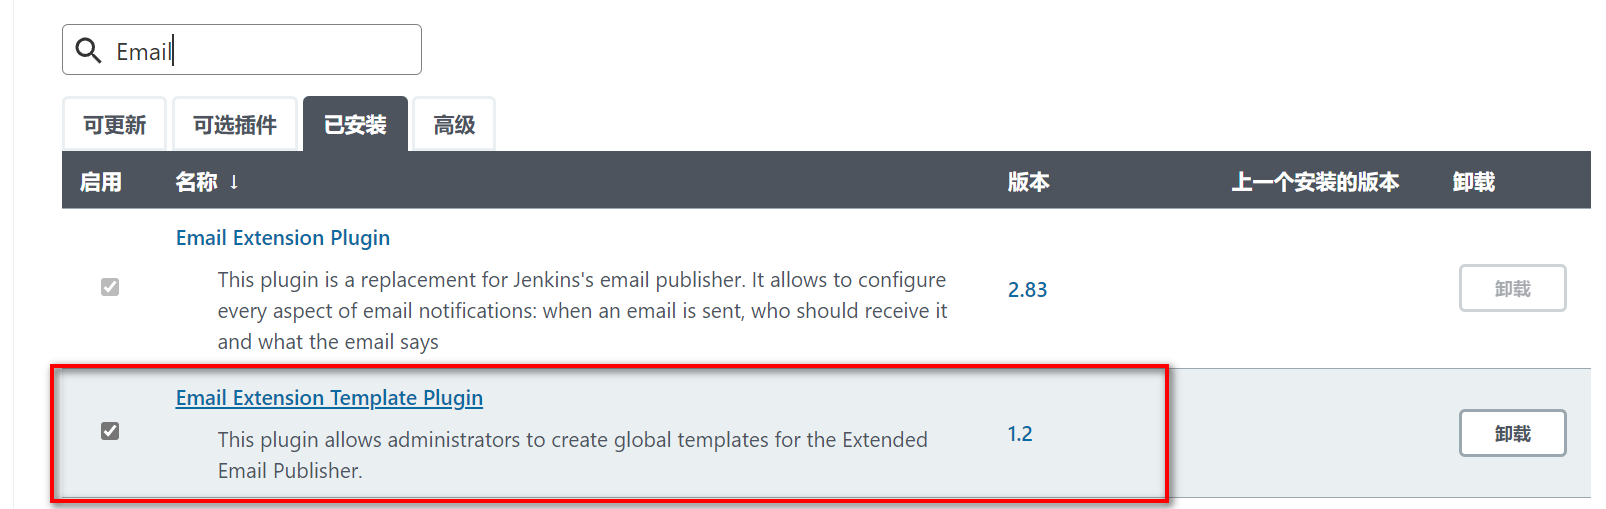 Email
可更新 可选插件 已安装 高级
启用 名称 ↓ 版本 上一个安装的版本 卸载
Email Extension Plugin
This plugin is a replacement for Jenkins's email publisher. It allows to configure
every aspect of email notifications: when an email is sent, who should receive it
and what the email says
2.83
卸载
Email Extension Template Plugin
This plugin allows administrators to create global templates for the Extended
Email Publisher.
1.2
卸载